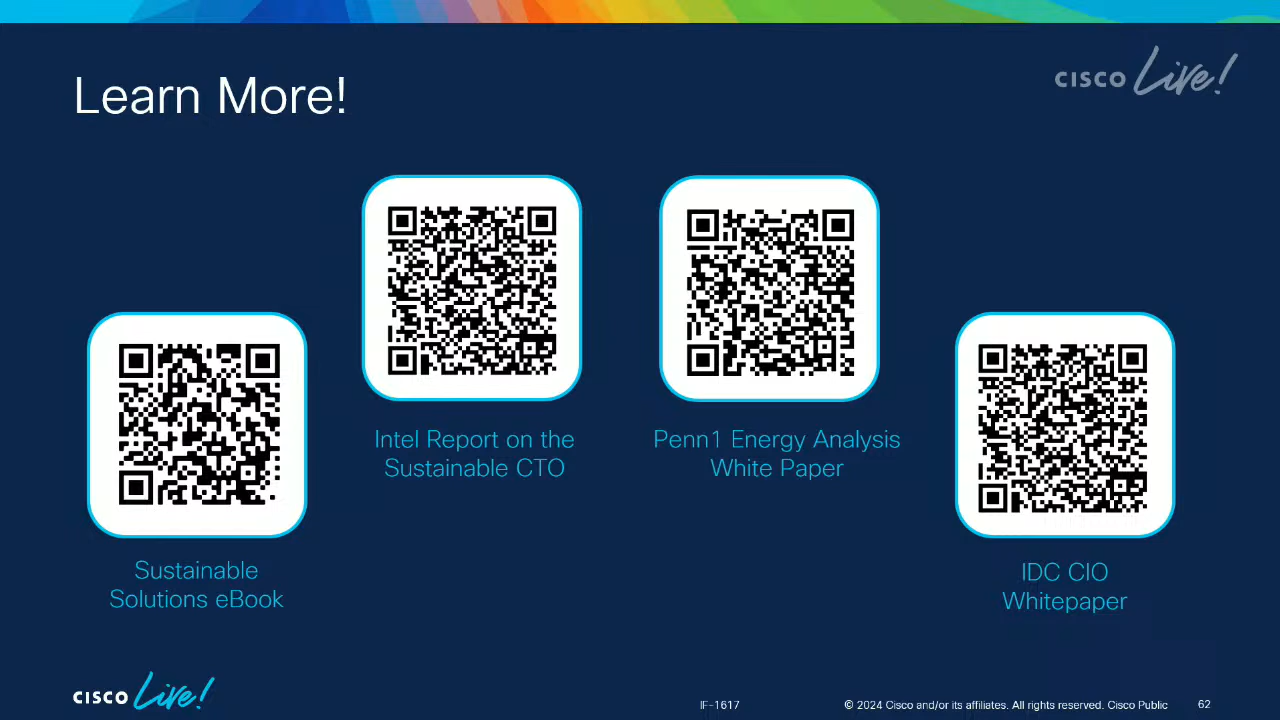 Learn More!
CISCO Live!
Intel Report on the
Sustainable CTO
Penn1 Energy Analysis
White Paper
Sustainable
Solutions eBook
IDC CIO
Whitepaper
CISCO Live!
IF-1617
© 2024 Cisco and/or its affiliates. All rights reserved. Cisco Public
62